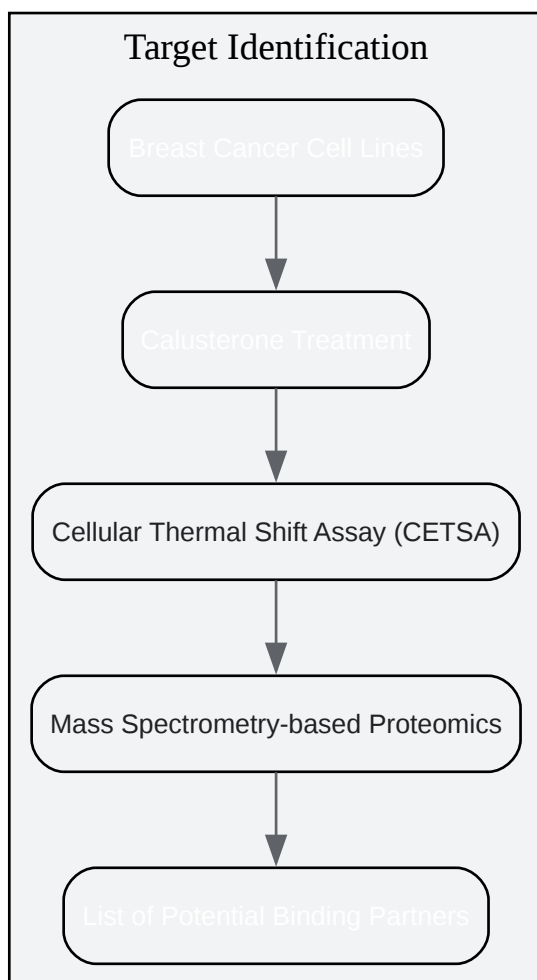 Target Identification
Breast Cancer Cell Lines
Calusterone Treatment
Cellular Thermal Shift Assay (CETSA)
Mass Spectrometry-based Proteomics
List of Potential Binding Partners